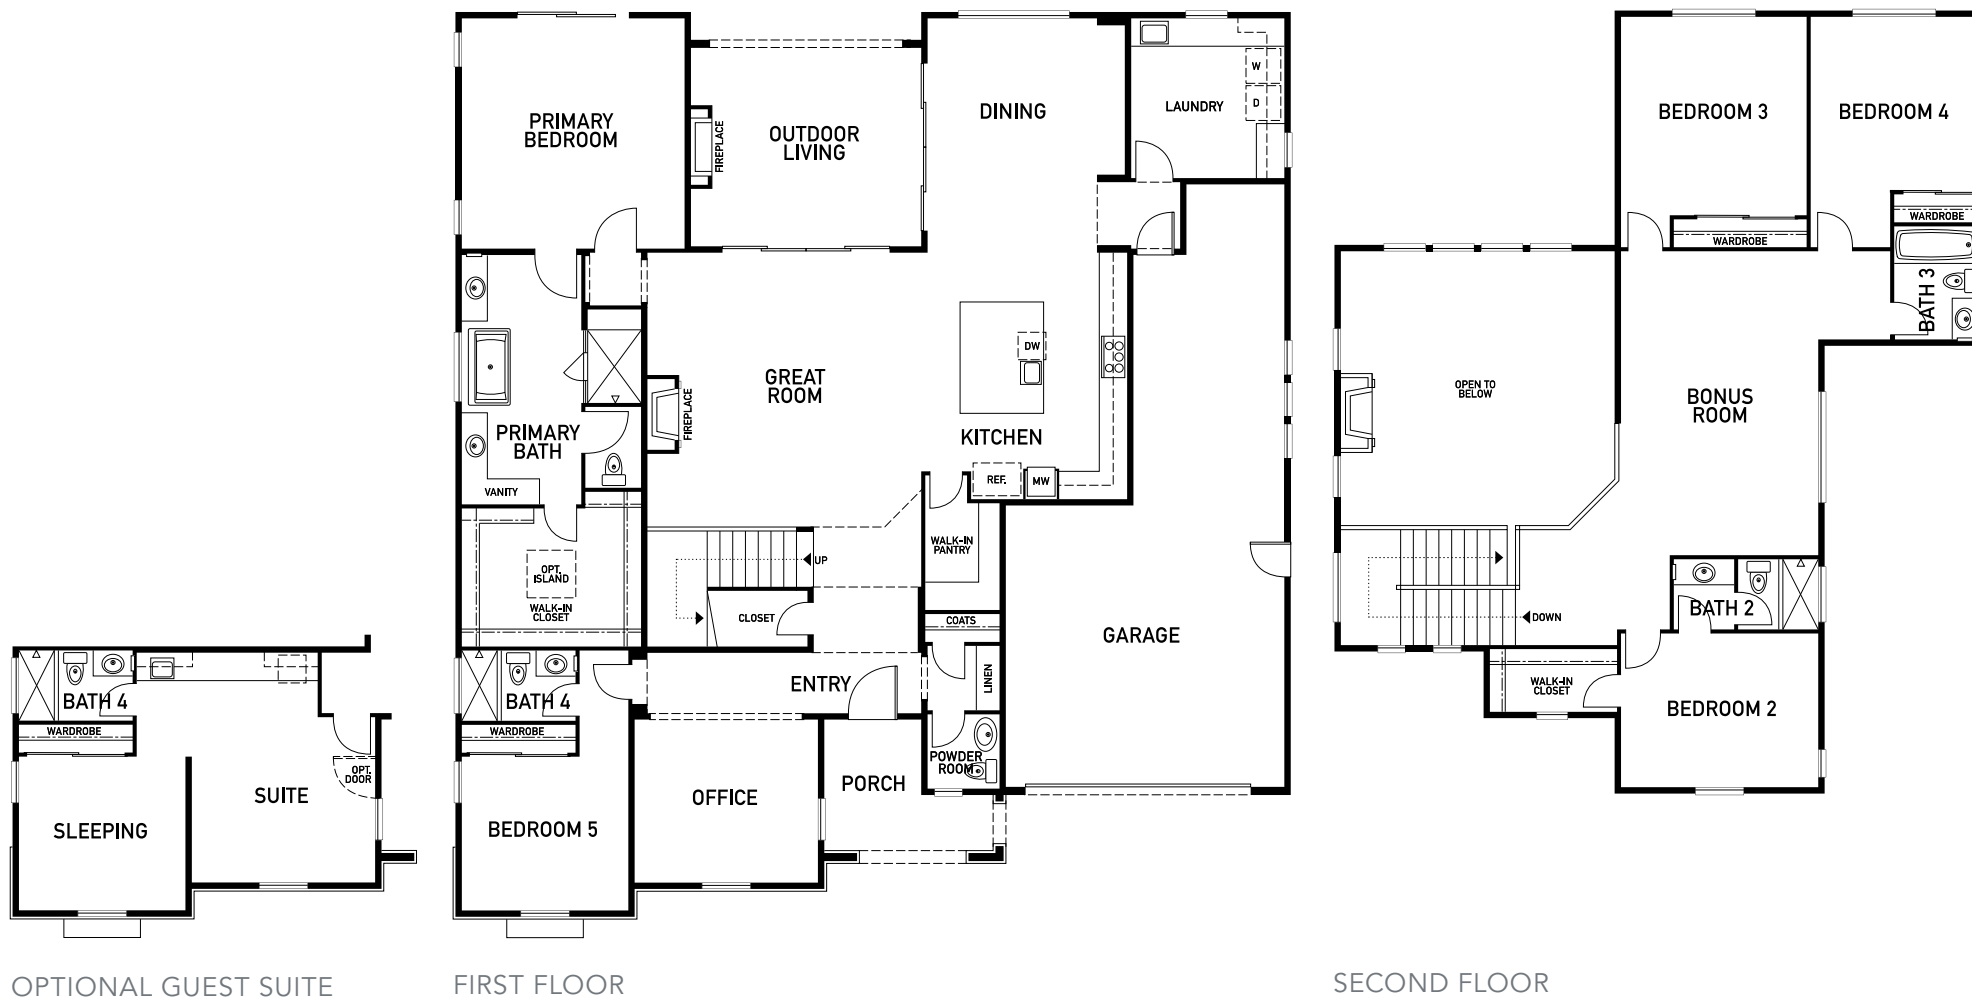 BATH 4
WARDROBE
OPT.
DOOR
SUITE
SLEEPING
OPTIONAL GUEST SUITE
PRIMARY
BEDROOM
FIREPLACE
OUTDOOR
LIVING
DINING
LAUNDRY
W
D
GREAT
ROOM
FIREPLACE
DW
KITCHEN
REF.
MW
PRIMARY
BATH
VANITY
OPT.
ISLAND
WALK-IN
CLOSET
UP
CLOSET
WALK-IN
PANTRY
COATS
LINEN
GARAGE
ENTRY
BATH 4
WARDROBE
POWDER
ROOM
PORCH
OFFICE
BEDROOM 5
FIRST FLOOR
BEDROOM 3
BEDROOM 4
WARDROBE
WARDROBE
BATH 3
OPEN TO
BELOW
BONUS
ROOM
BATH 2
DOWN
WALK-IN
CLOSET
BEDROOM 2
SECOND FLOOR